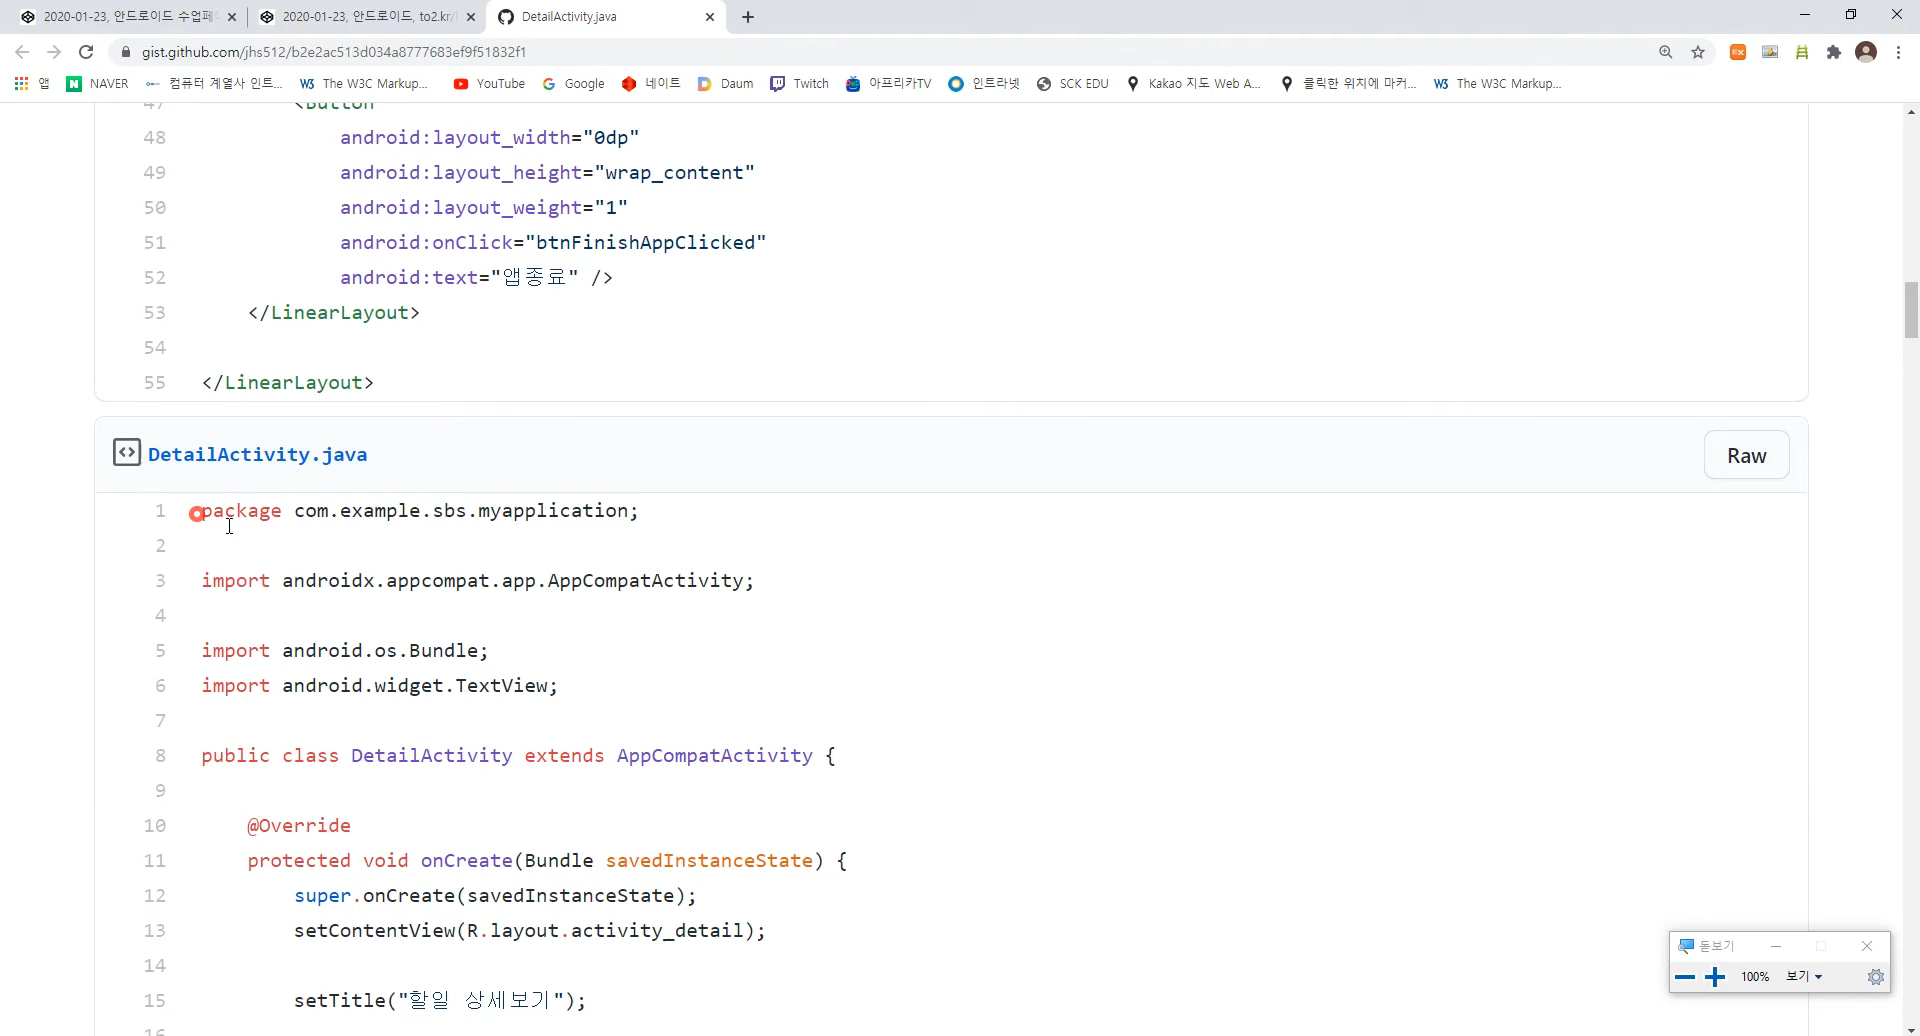 2020-01-23, 안드로이드 수업페
2020-01-23, 안드로이드, to2.kr/
DetailActivity.java
gist.github.com/jhs512/b2e2ac513d034a8777683ef9f51832f1
앱
NAVER
컴퓨터 계열사 인트...
The W3C Markup...
YouTube
Google
네이트
Daum
Twitch
아프리카TV
인트라넷
SCK EDU
Kakao 지도 Web A...
클릭한 위치에 마커...
The W3C Markup...
47 <Button
48 android:layout_width="0dp"
49 android:layout_height="wrap_content"
50 android:layout_weight="1"
51 android:onClick="btnFinishAppClicked"
52 android:text="앱종료" />
53 </LinearLayout>
54
55 </LinearLayout>
DetailActivity.java
Raw
1 package com.example.sbs.myapplication;
2
3 import androidx.appcompat.app.AppCompatActivity;
4
5 import android.os.Bundle;
6 import android.widget.TextView;
7
8 public class DetailActivity extends AppCompatActivity {
9
10 @Override
11 protected void onCreate(Bundle savedInstanceState) {
12 super.onCreate(savedInstanceState);
13 setContentView(R.layout.activity_detail);
14
15 setTitle("할일 상세보기");
16
돋보기
100% 보기